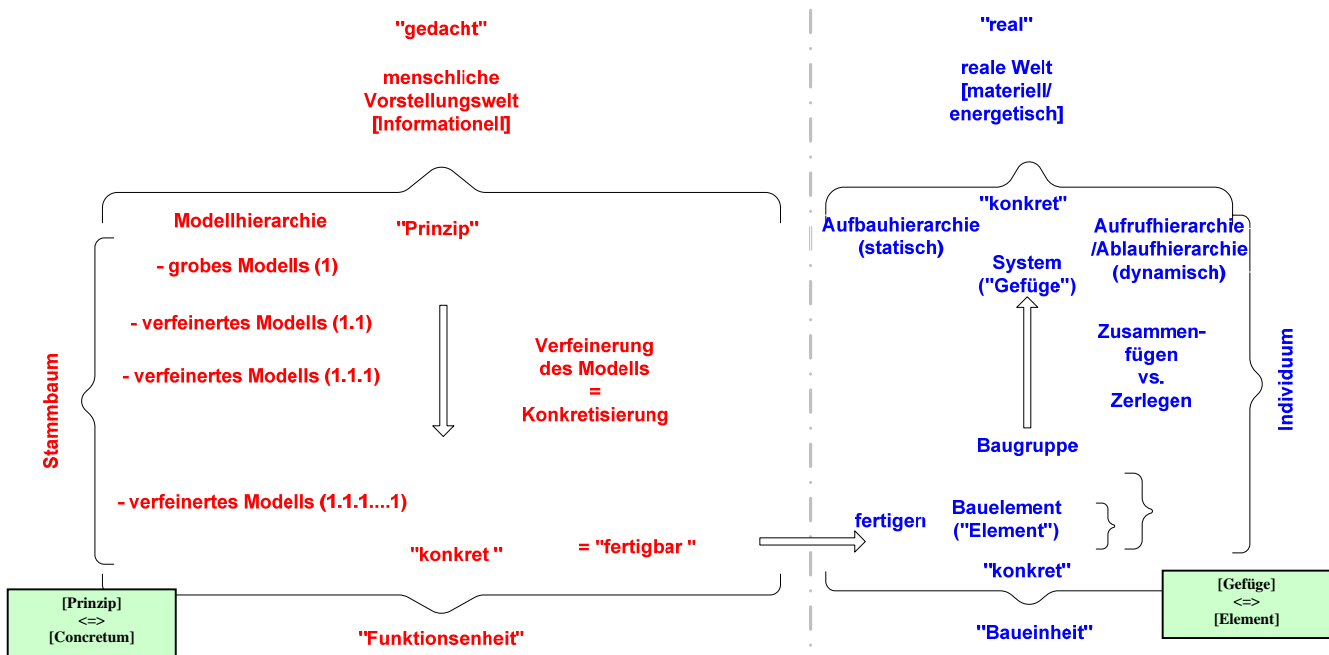 "gedacht"
menschliche
Vorstellungswelt
[Informationell]
"real"
reale Welt
[materiell/
energetisch]
Modellhierarchie
"Prinzip"
- grobes Modells (1)
- verfeinertes Modells (1.1)
- verfeinertes Modells (1.1.1)
- verfeinertes Modells (1.1.1....1)
Stammbaum
Verfeinerung
des Modells
=
Konkretisierung
"konkret "
= "fertigbar "
"Funktionsenheit"
[Prinzip]
<=>
[Concretum]
"konkret"
Aufbauhierarchie
(statisch)
Aufrufhierarchie
/Ablaufhierarchie
(dynamisch)
System
("Gefüge")
Zusammen-
fügen
vs.
Zerlegen
Individuum
Baugruppe
fertigen
Bauelement
("Element")
"konkret"
"Baueinheit"
[Gefüge]
<=>
[Element]